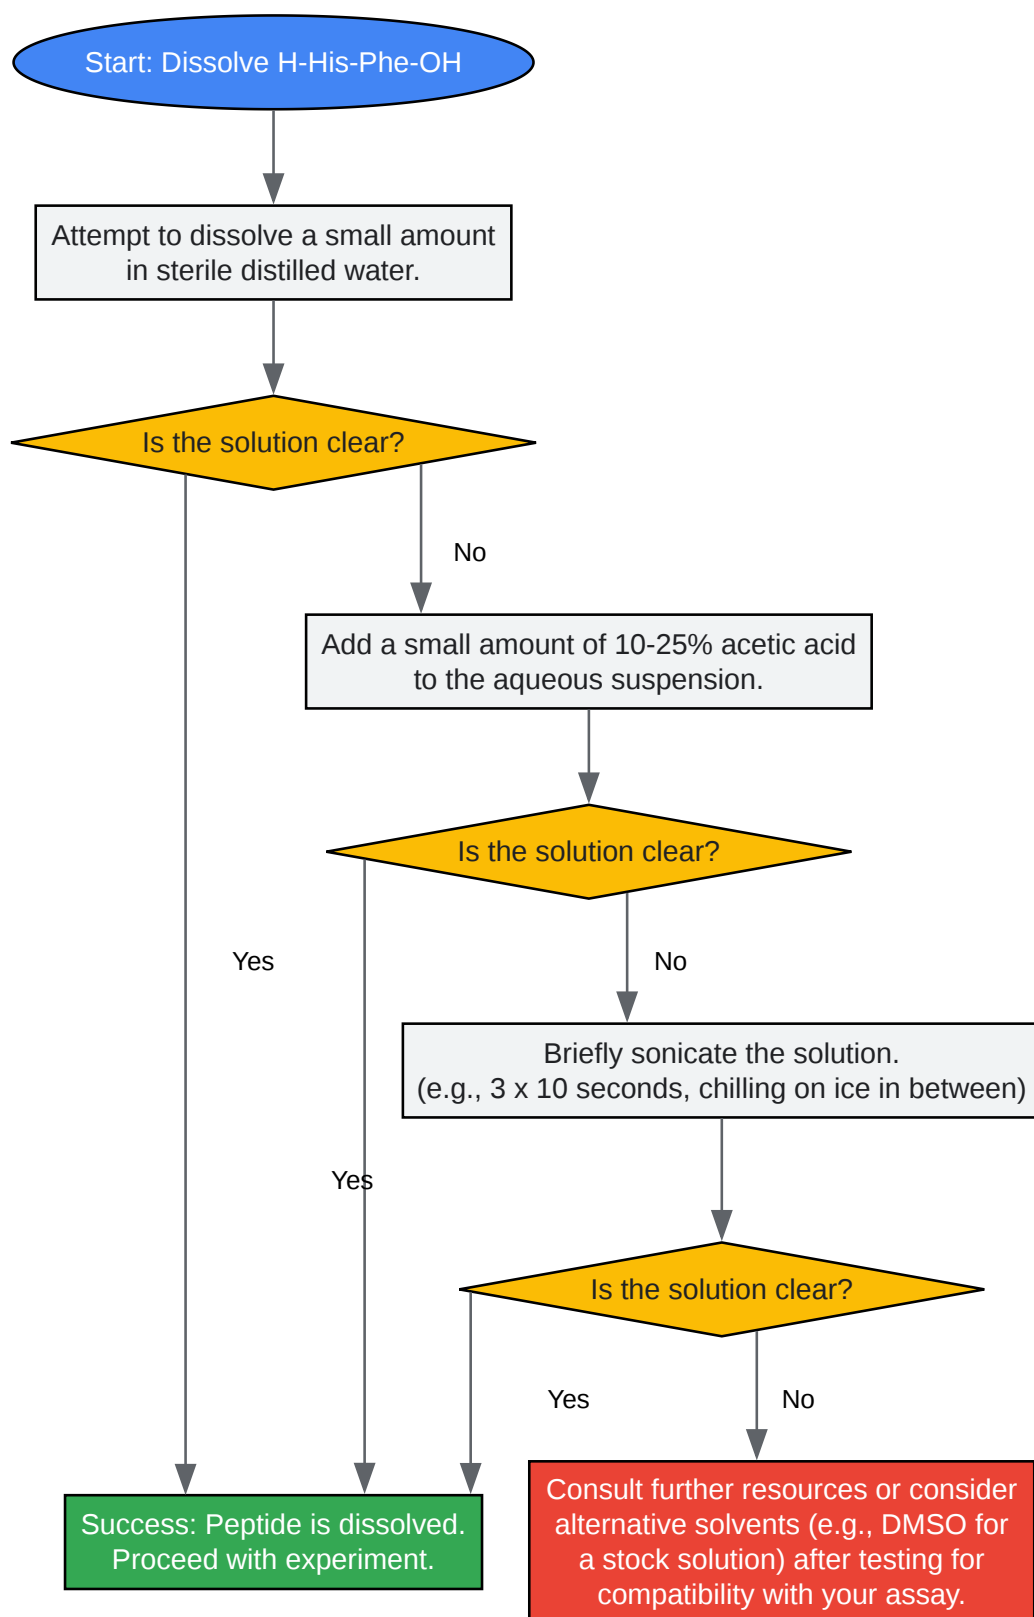 Start: Dissolve H-His-Phe-OH
Attempt to dissolve a small amount
in sterile distilled water.
Is the solution clear?
No
Add a small amount of 10-25% acetic acid
to the aqueous suspension.
Is the solution clear?
Yes
No
Briefly sonicate the solution.
(e.g., 3 x 10 seconds, chilling on ice in between)
Yes
Is the solution clear?
Yes
No
Success: Peptide is dissolved.
Proceed with experiment.
Consult further resources or consider
alternative solvents (e.g., DMSO for
a stock solution) after testing for
compatibility with your assay.